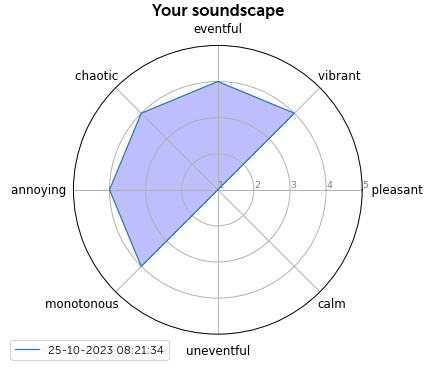 Your soundscape
eventful
chaotic
vibrant
annoying
1
2
3
4
5
pleasant
monotonous
calm
uneventful
25-10-2023 08:21:34